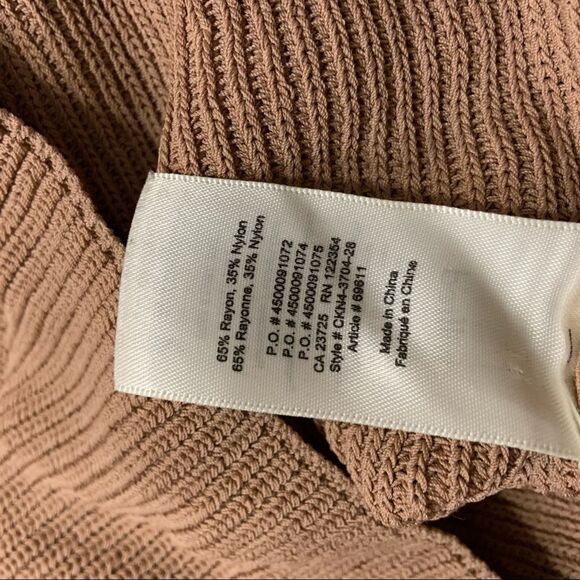 65% Rayon, 35% Nylon
65% Rayonne, 35% Nylon
P.O. # 4500091072
P.O. # 4500091074
P.O. # 4500091075
CA 23725 RN 122354
Style # CKN4-3704-28
Article # 69611
Made in China
Fabriqué en Chine